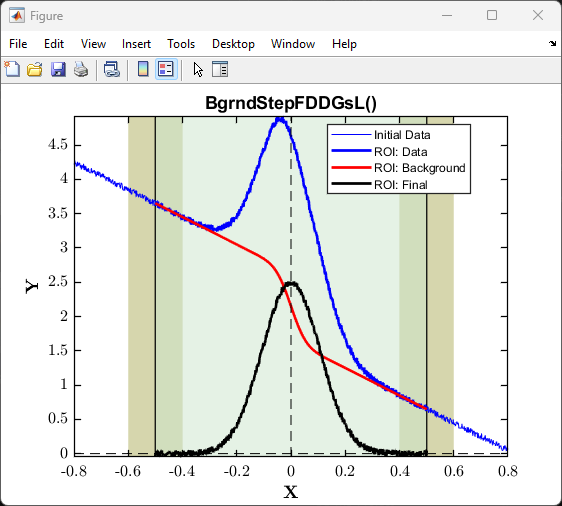 Figure
File Edit View Insert Tools Desktop Window Help
BgrndStepFDDGsL()
Initial Data
ROI: Data
ROI: Background
ROI: Final
4.5
4
3.5
3
2.5
2
1.5
1
0.5
0
Y
-0.8 -0.6 -0.4 -0.2 0 0.2 0.4 0.6 0.8
X